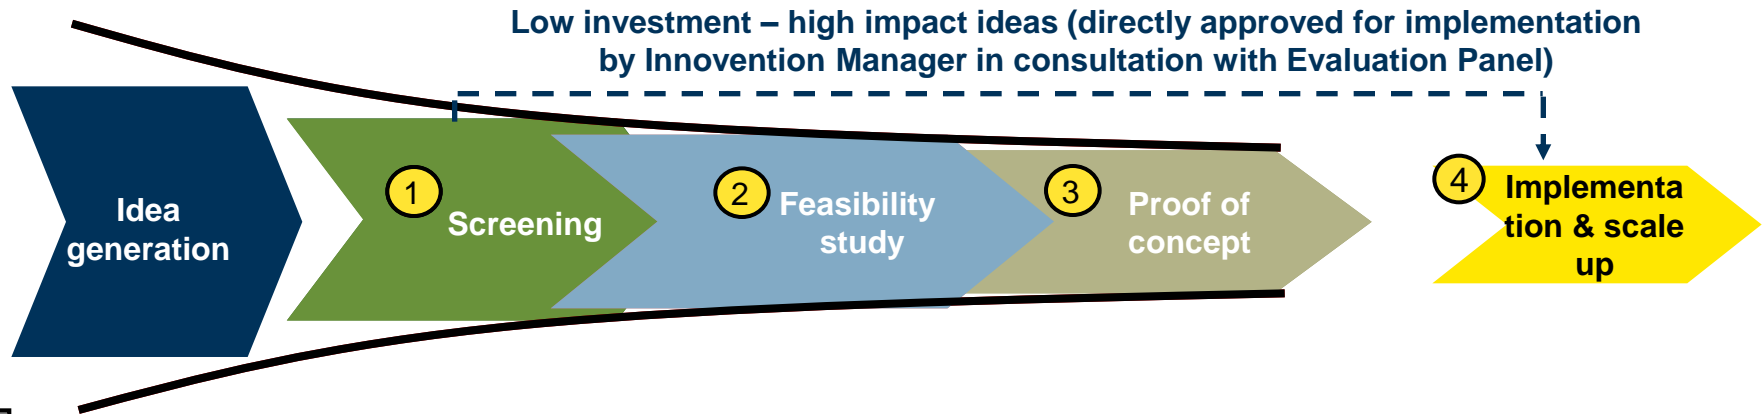 Low investment – high impact ideas (directly approved for implementation
by Innovention Manager in consultation with Evaluation Panel)
Idea
generation
1
Screening
2
Feasibility
study
3
Proof of
concept
4
Implementa
tion & scale
up